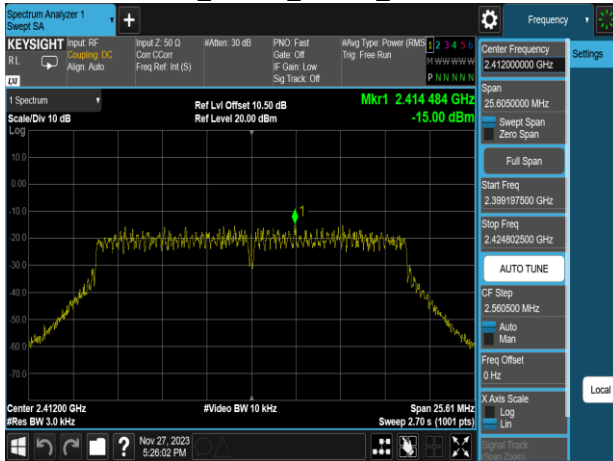 Spectrum Analyzer 1
Swept SA
Frequency
KEYSIGHT
RL
LXI
Input: RF
Coupling: DC
Align: Auto
Input Z: 50 Ω
Corr CCorr
Freq Ref: Int (S)
#Atten: 30 dB
PNO: Fast
Gate: Off
IF Gain: Low
Sig Track: Off
#Avg Type: Power (RMS
Trig: Free Run
1 2 3 4 5 6
M W W W W W
P N N N N N
1 Spectrum
Scale/Div 10 dB
Ref Lvl Offset 10.50 dB
Ref Level 20.00 dBm
Mkr1 2.414 484 GHz
-15.00 dBm
Log
10.0
0.00
-10.0
-20.0
-30.0
-40.0
-50.0
-60.0
-70.0
1
Center 2.41200 GHz
#Res BW 3.0 kHz
#Video BW 10 kHz
Span 25.61 MHz
Sweep 2.70 s (1001 pts)
Nov 27, 2023
5:26:02 PM
Center Frequency
2.412000000 GHz
Span
25.6050000 MHz
Swept Span
Zero Span
Full Span
Start Freq
2.399197500 GHz
Stop Freq
2.424802500 GHz
AUTO TUNE
CF Step
2.560500 MHz
Auto
Man
Freq Offset
0 Hz
X Axis Scale
Log
Lin
Signal Track
(Span Zoom)
Settings
Local